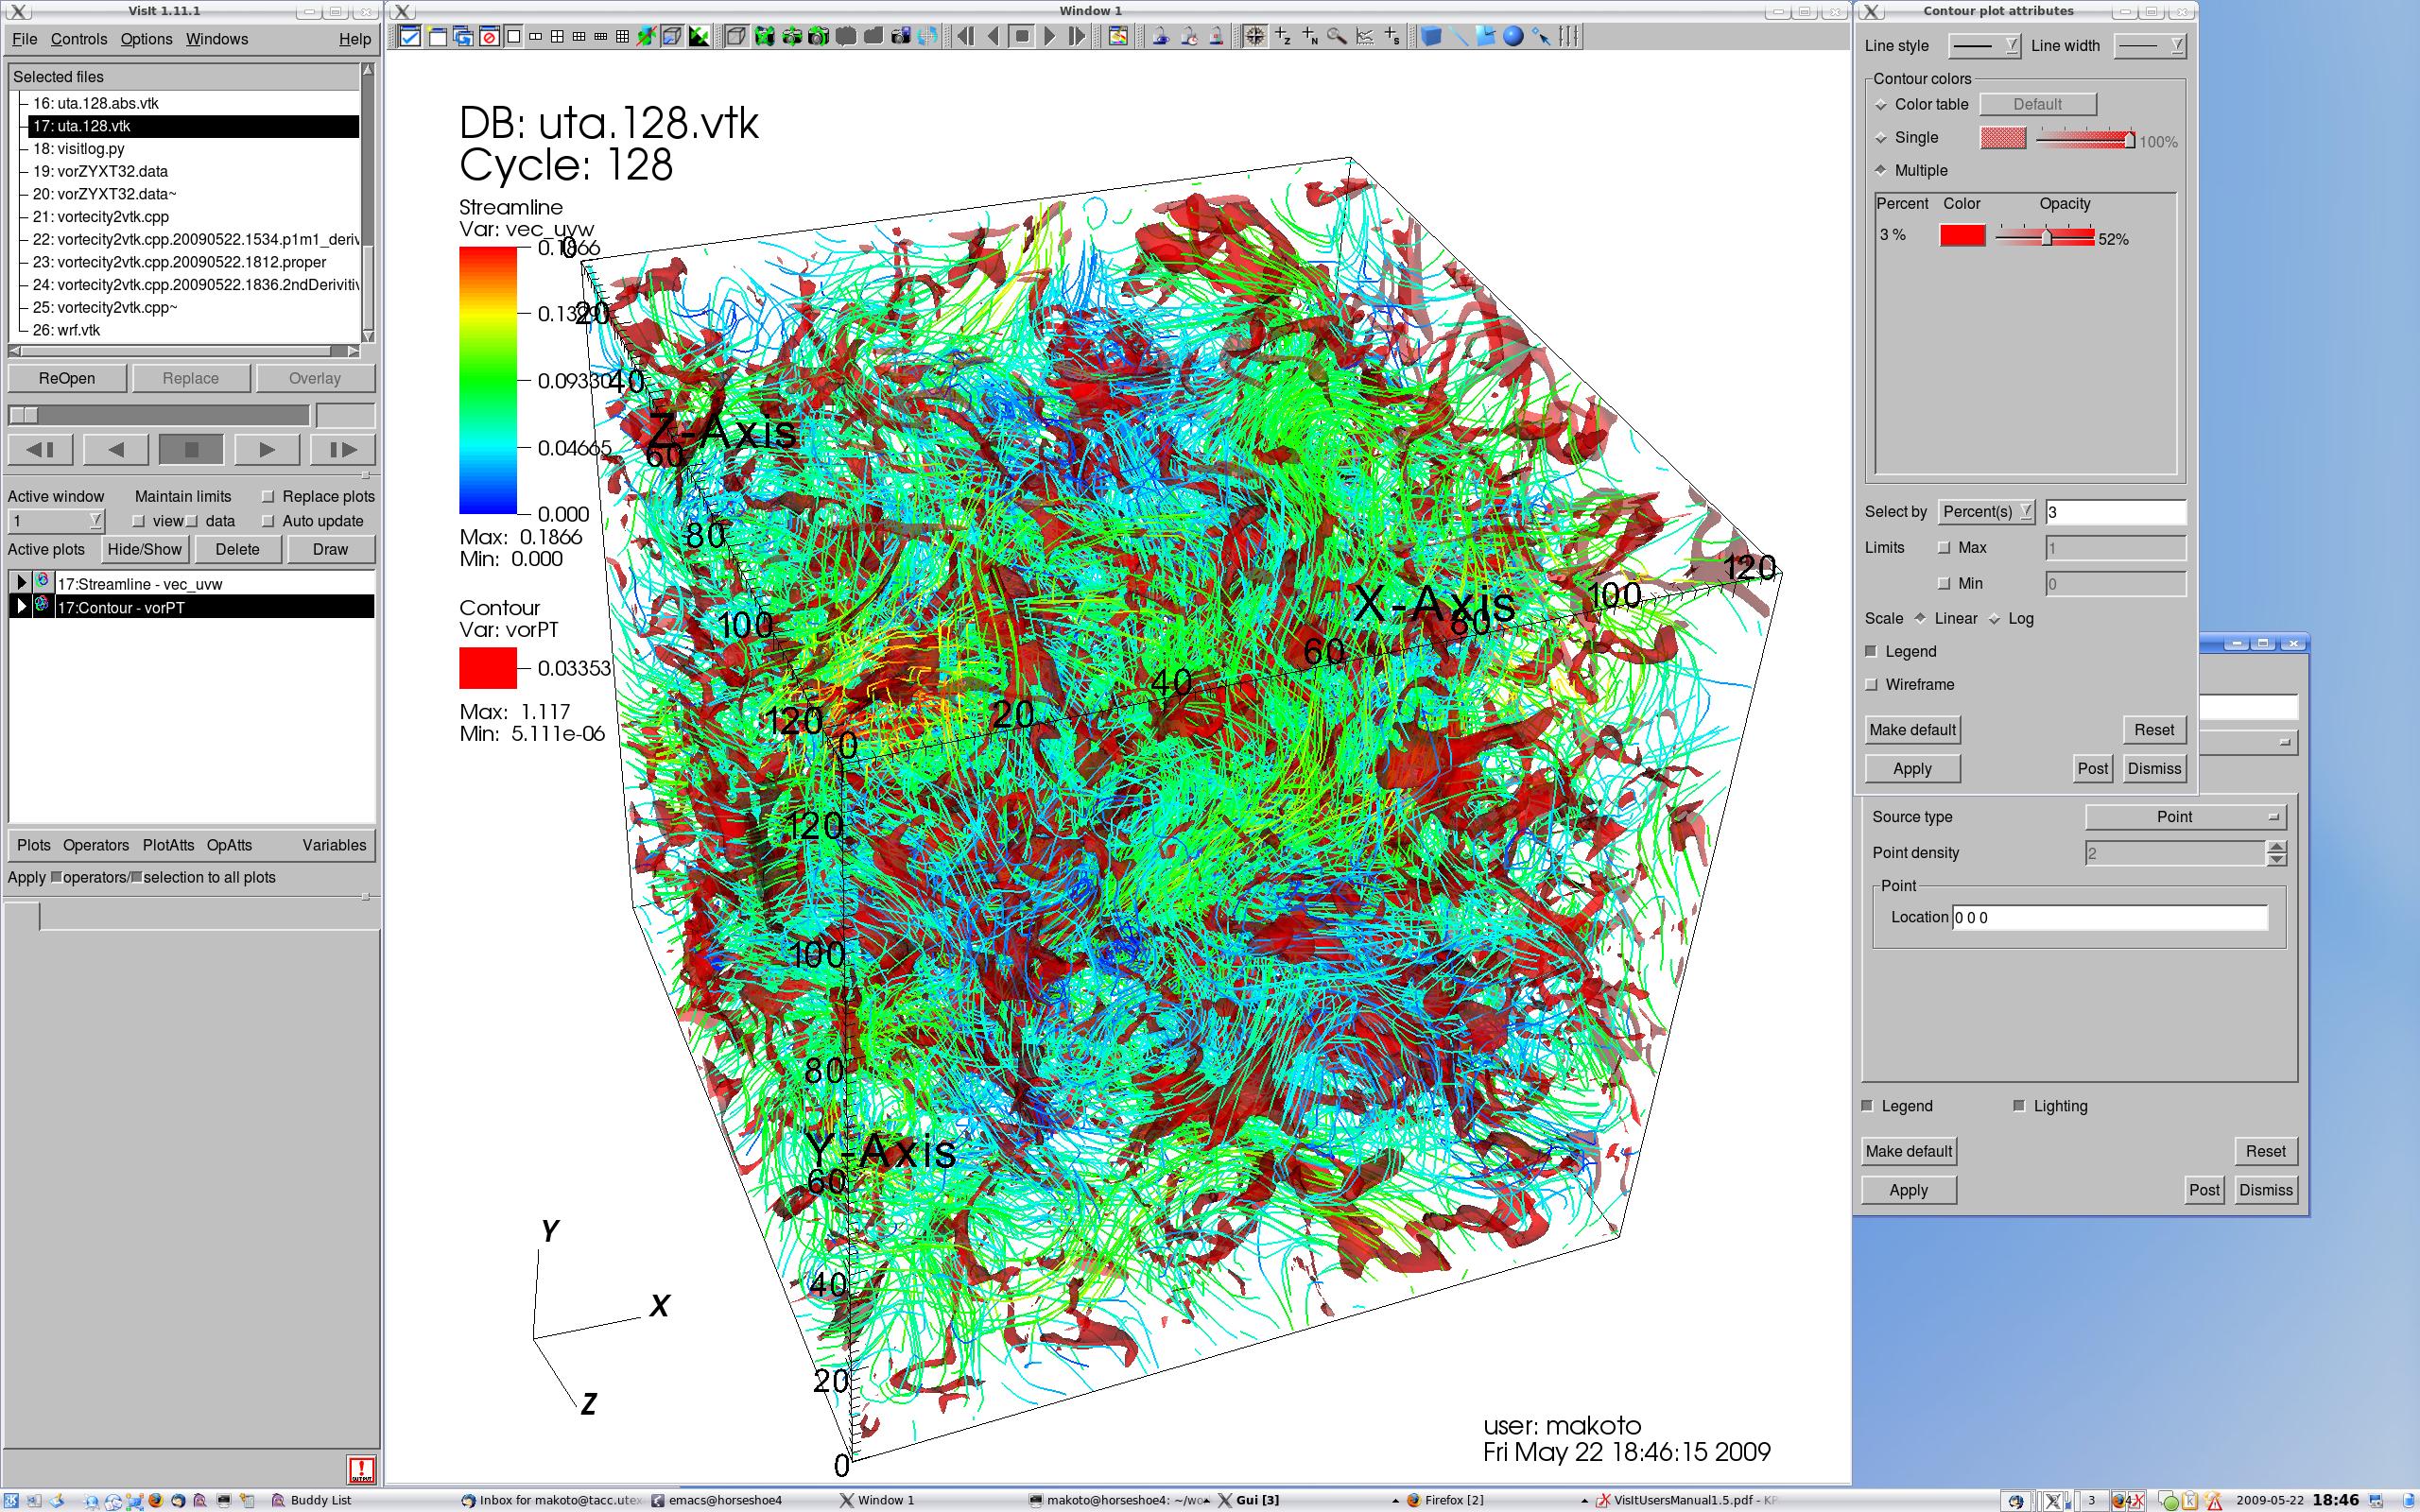 VisIt 1.11.1
File Controls Options Windows Help
Selected files
16: uta.128.abs.vtk
17: uta.128.vtk
18: visitlog.py
19: vorZYXT32.data
20: vorZYXT32.data~
21: vortecity2vtk.cpp
22: vortecity2vtk.cpp.20090522.1534.p1m1_deriv
23: vortecity2vtk.cpp.20090522.1812.proper
24: vortecity2vtk.cpp.20090522.1836.2ndDerivitiv
25: vortecity2vtk.cpp~
26: wrf.vtk
ReOpen Replace Overlay
Active window Maintain limits Replace plots
1 view data Auto update
Active plots Hide/Show Delete Draw
17:Streamline - vec_uvw
17:Contour - vorPT
Plots Operators PlotAtts OpAtts Variables
Apply operators/ selection to all plots
Window 1
DB: uta.128.vtk
Cycle: 128
Streamline
Var: vec_uvw
0.1866
0.09330
0.04665
0.000
Max: 0.1866
Min: 0.000
Contour
Var: vorPT
0.03353
Max: 1.117
Min: 5.111e-06
0
20
40
Z-Axis
60
80
100
120
0
20
40
60
80
X-Axis
100
120
120
100
80
Y-Axis
60
40
20
0
Y
X
Z
user: makoto
Fri May 22 18:46:15 2009
Contour plot attributes
Line style Line width
Contour colors
Color table Default
Single 100%
Multiple
Percent Color Opacity
3 % 52%
Select by Percent(s) 3
Limits Max 1
Min 0
Scale Linear Log
Legend
Wireframe
Make default Reset
Apply Post Dismiss
Source type Point
Point density 2
Point
Location 0 0 0
Legend Lighting
Make default Reset
Apply Post Dismiss
Buddy List
Inbox for makoto@tacc.utex
emacs@horseshoe4
Window 1
makoto@horseshoe4: ~/wo
Gui [3]
Firefox [2]
VisItUsersManual1.5.pdf - KP
3
4
2009-05-22 18:46